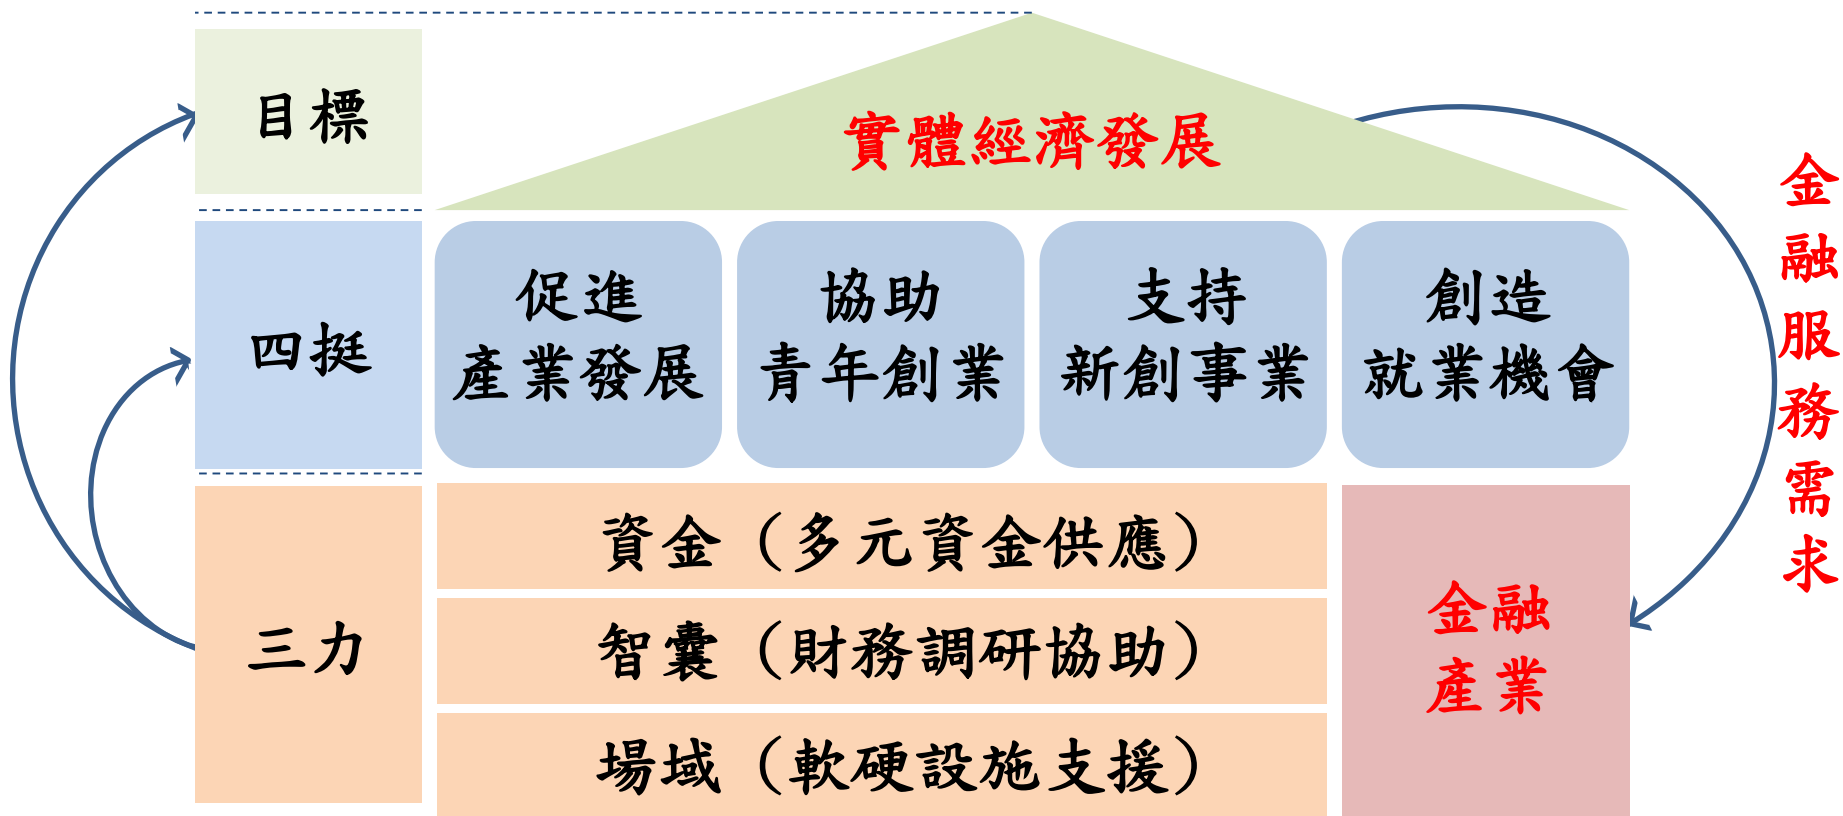 目標
實體經濟發展
四挺
促進
產業發展
協助
青年創業
支持
新創事業
創造
就業機會
三力
資金（多元資金供應）
智囊（財務調研協助）
場域（軟硬設施支援）
金融
產業
金融服務需求